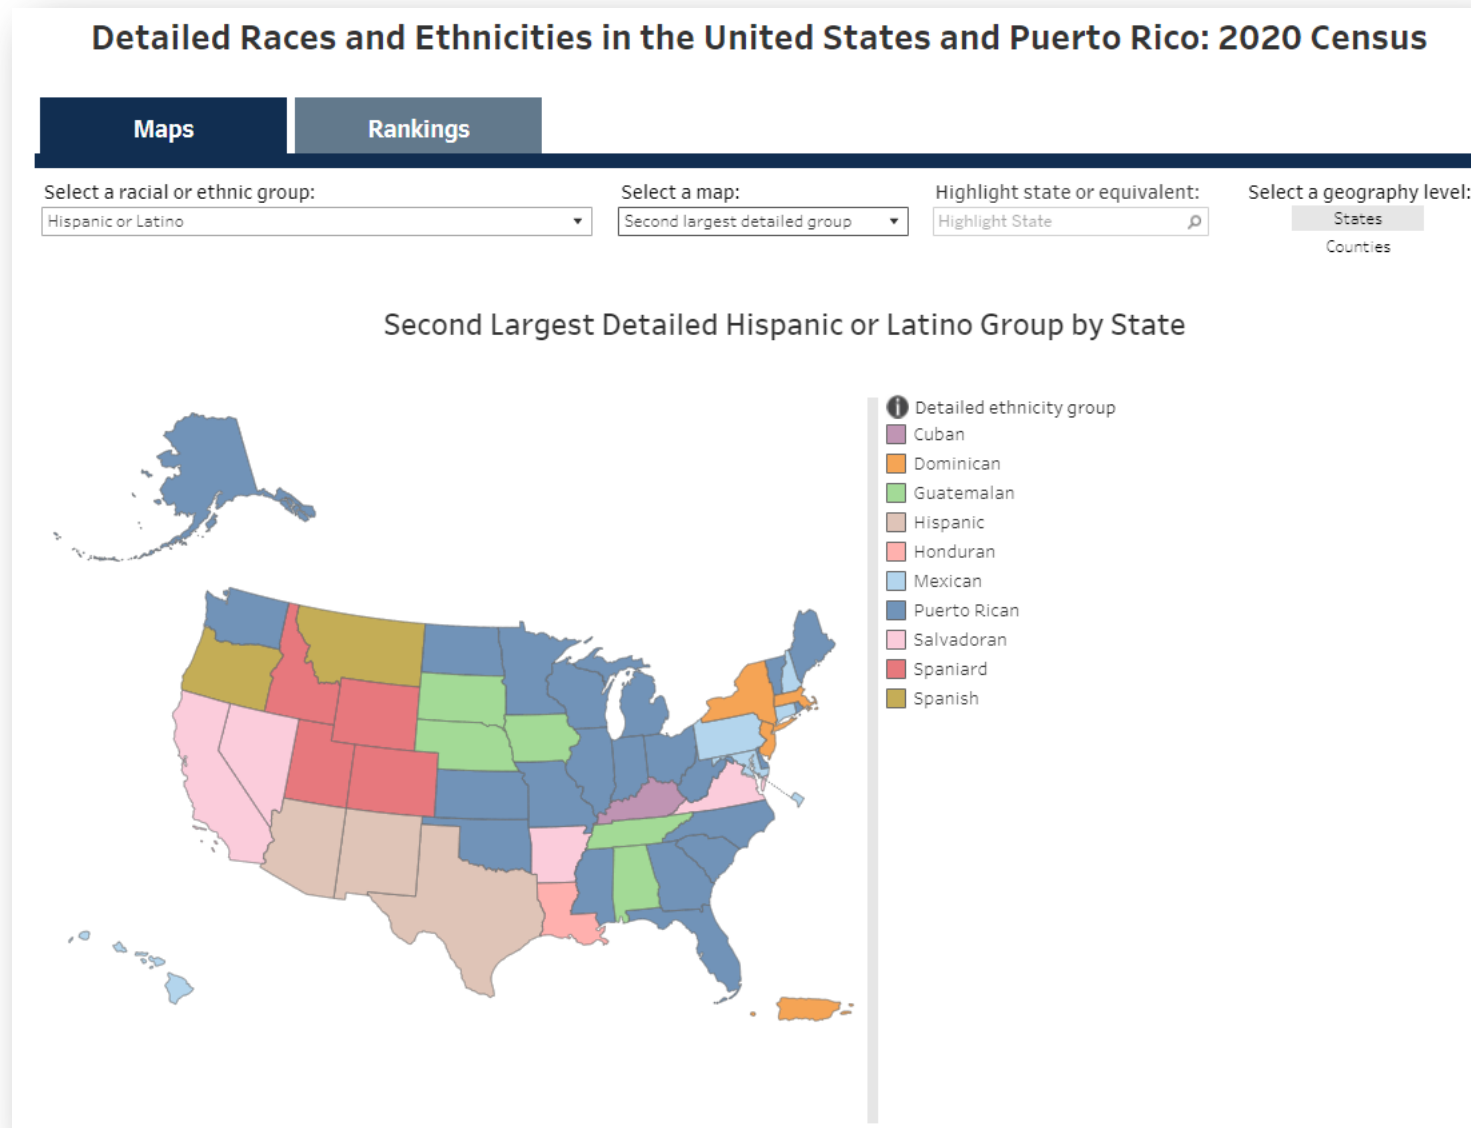 Detailed Races and Ethnicities in the United States and Puerto Rico: 2020 Census
Maps
Rankings
Select a racial or ethnic group:
Hispanic or Latino
Select a map:
Second largest detailed group
Highlight state or equivalent:
Highlight State
Select a geography level:
States
Counties
Second Largest Detailed Hispanic or Latino Group by State
Detailed ethnicity group
Cuban
Dominican
Guatemalan
Hispanic
Honduran
Mexican
Puerto Rican
Salvadoran
Spaniard
Spanish